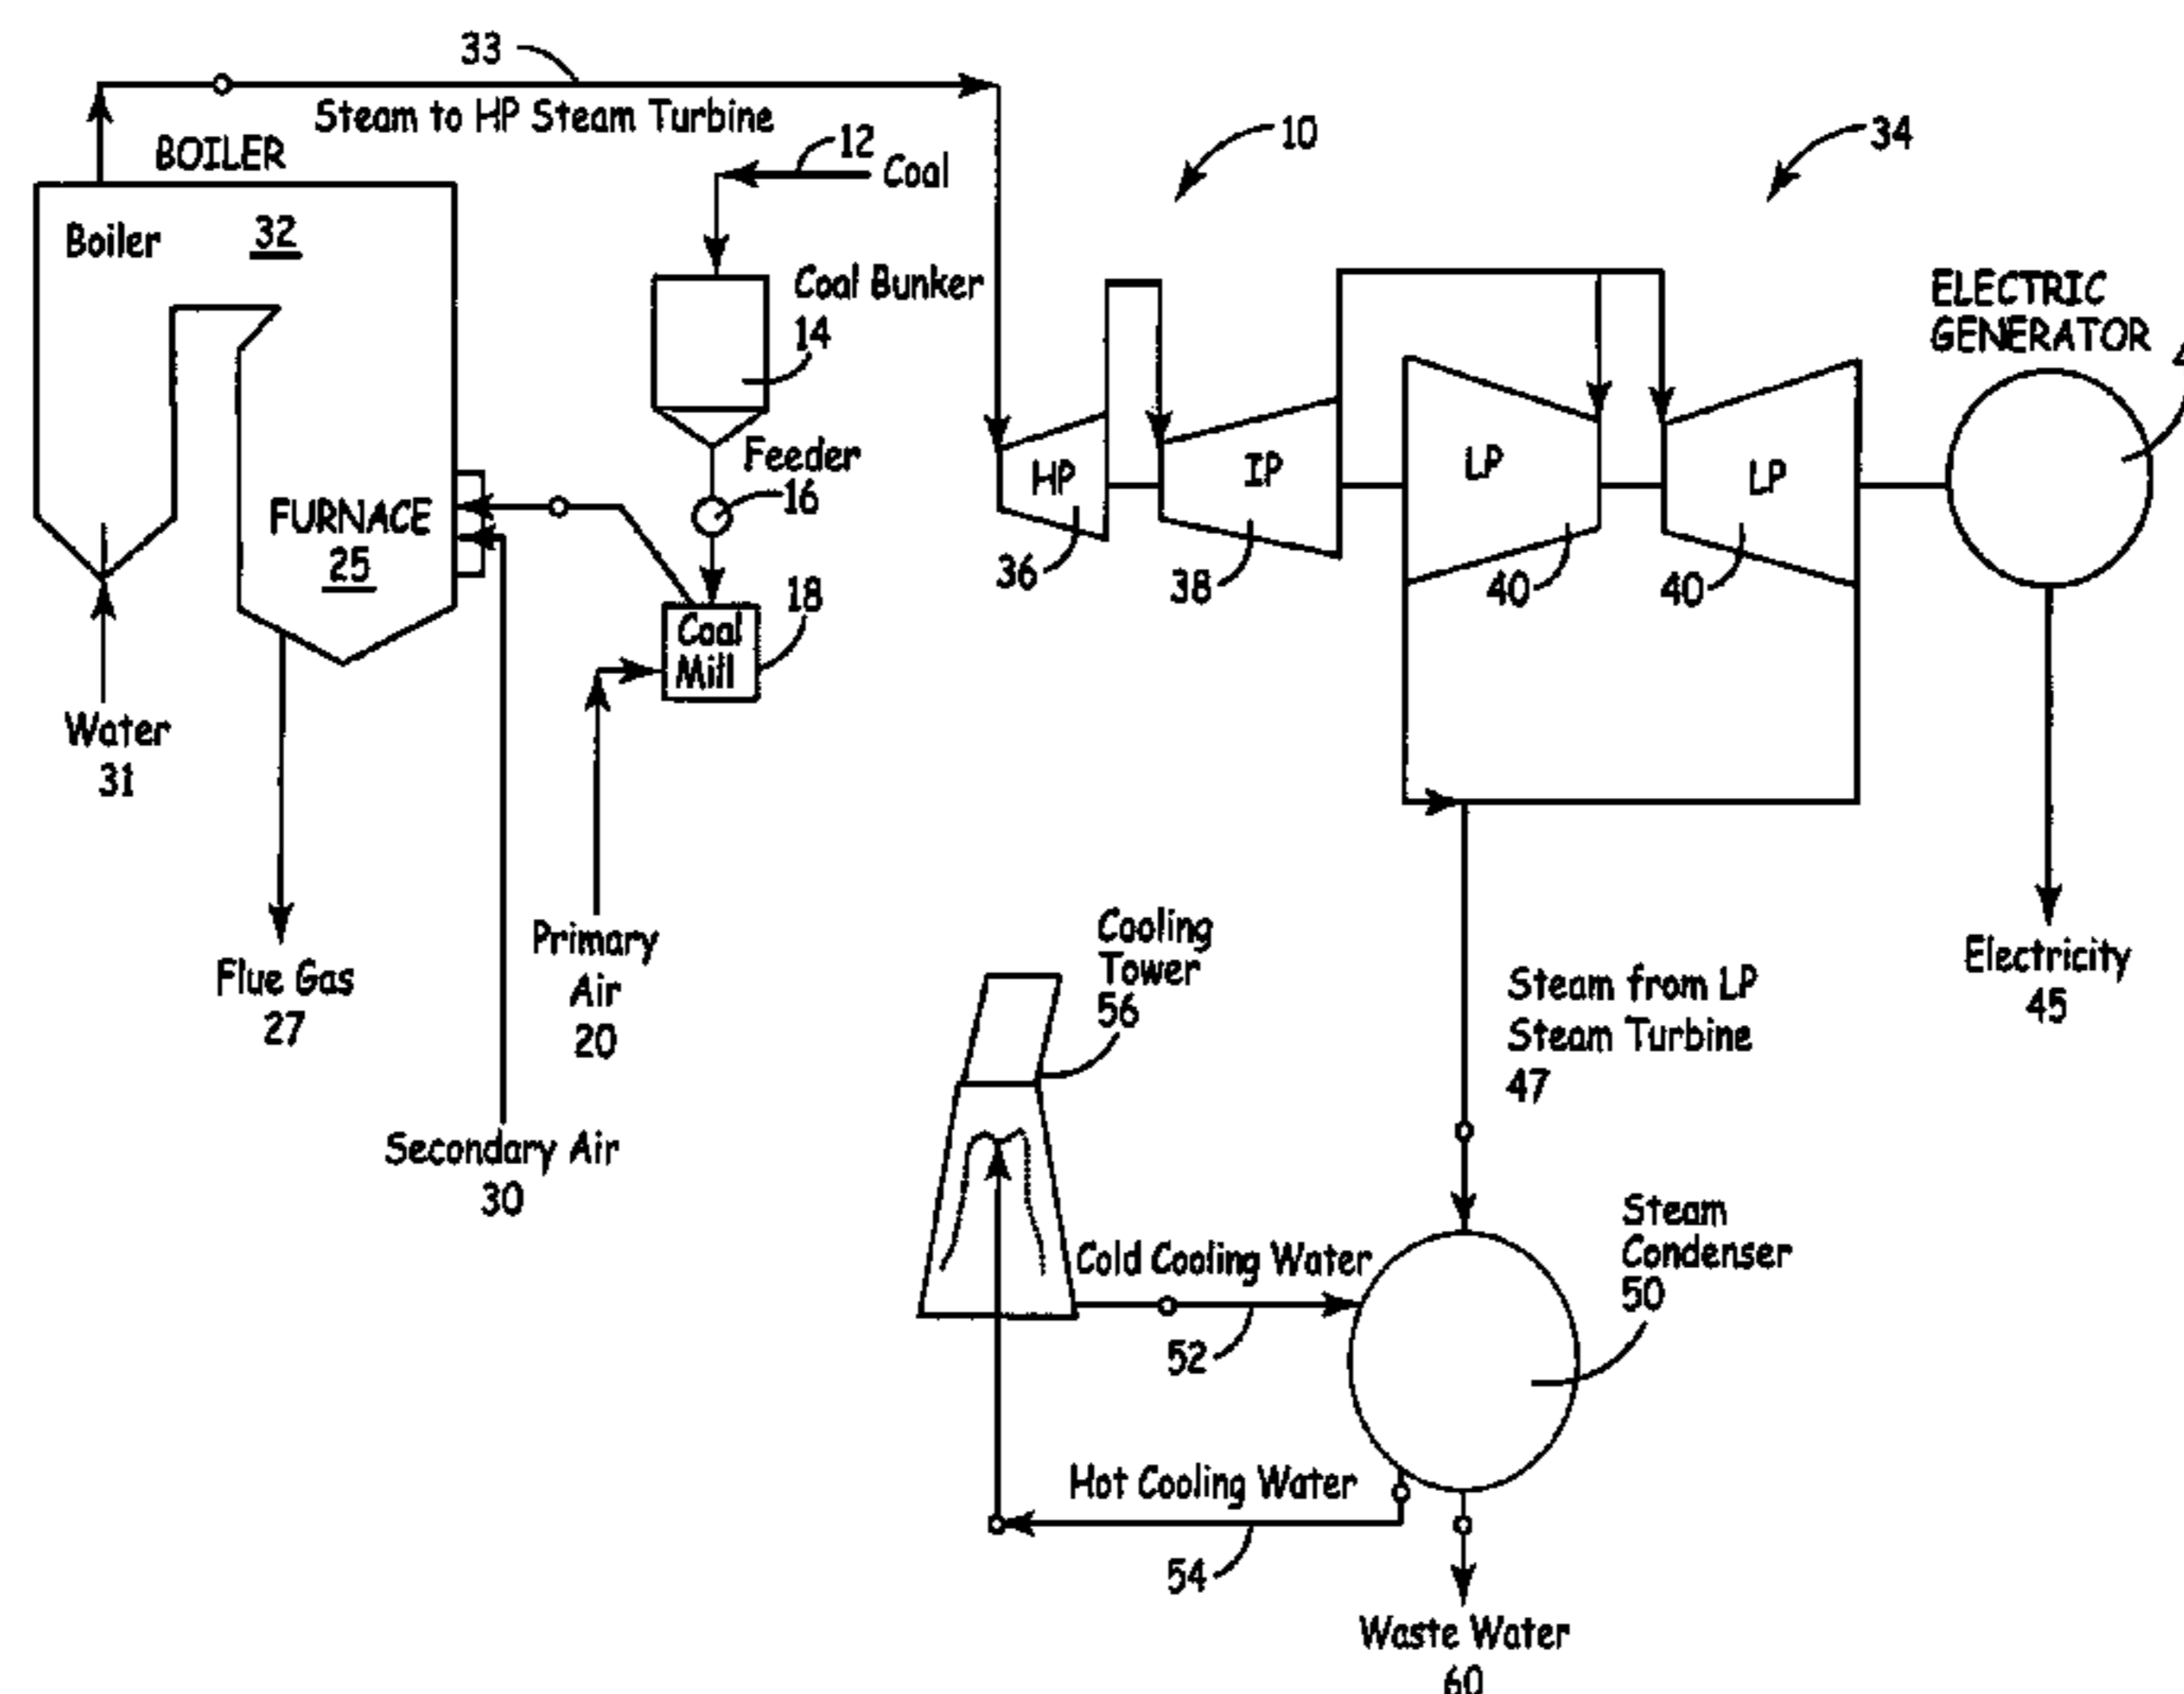 33
Steam to HP Steam Turbine
BOILER
12
Coal
10
34
Boiler
32
Coal Bunker
14
ELECTRIC
GENERATOR
4
Feeder
16
HP
IP
LP
LP
FURNACE
25
36
38
40
40
Coal
Mill
18
Water
31
Primary
Air
20
Flue Gas
27
Secondary Air
30
Cooling
Tower
56
Steam from LP
Steam Turbine
47
Electricity
45
Cold Cooling Water
52
Steam
Condenser
50
Hot Cooling Water
54
Waste Water
60